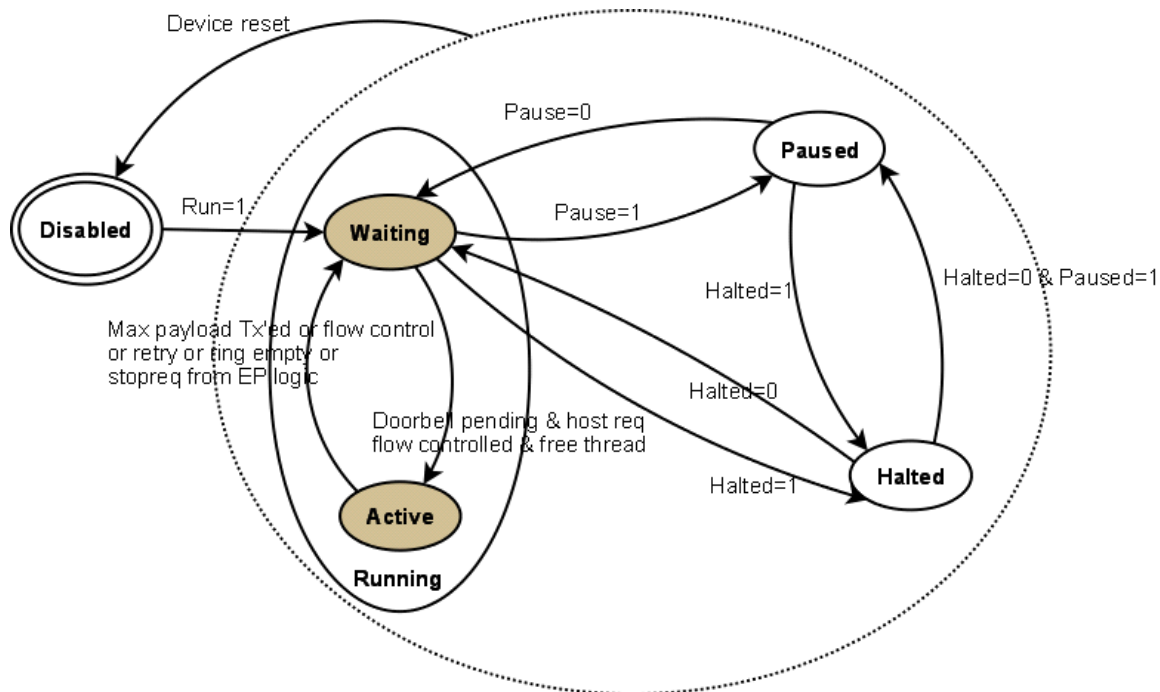 Device reset
Pause=0
Paused
Disabled
Run=1
Waiting
Pause=1
Halted=1
Halted=0 & Paused=1
Max payload Tx'ed or flow control
or retry or ring empty or
stopreq from EP logic
Halted=0
Doorbell pending & host req
flow controlled & free thread
Halted=1
Halted
Active
Running